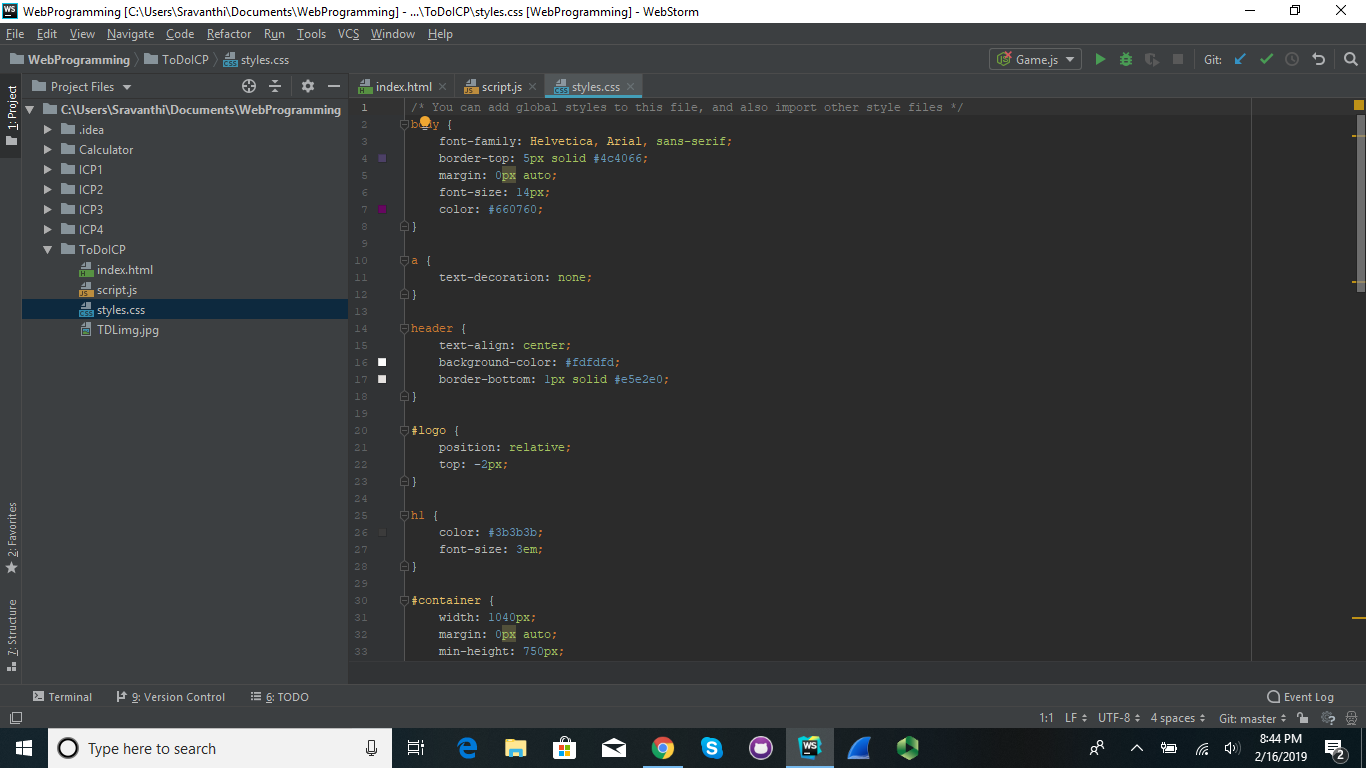 WS WebProgramming [C:\Users\Sravanthi\Documents\WebProgramming] - ...\ToDoICP\styles.css [WebProgramming] - WebStorm
File Edit View Navigate Code Refactor Run Tools VCS Window Help
WebProgramming ToDoICP styles.css Game.js Git:
1: Project
Project Files
index.html script.js styles.css
C:\Users\Sravanthi\Documents\WebProgramming
.idea
Calculator
ICP1
ICP2
ICP3
ICP4
ToDoICP
index.html
script.js
styles.css
TDLimg.jpg
2: Favorites
7: Structure
1 /* You can add global styles to this file, and also import other style files */
2 body {
3 font-family: Helvetica, Arial, sans-serif;
4 border-top: 5px solid #4c4066;
5 margin: 0px auto;
6 font-size: 14px;
7 color: #660760;
8 }
9
10 a {
11 text-decoration: none;
12 }
13
14 header {
15 text-align: center;
16 background-color: #fdfdfd;
17 border-bottom: 1px solid #e5e2e0;
18 }
19
20 #logo {
21 position: relative;
22 top: -2px;
23 }
24
25 h1 {
26 color: #3b3b3b;
27 font-size: 3em;
28 }
29
30 #container {
31 width: 1040px;
32 margin: 0px auto;
33 min-height: 750px;
Terminal 9: Version Control 6: TODO Event Log
1:1 LF UTF-8 4 spaces Git: master
Type here to search
8:44 PM
2/16/2019
2